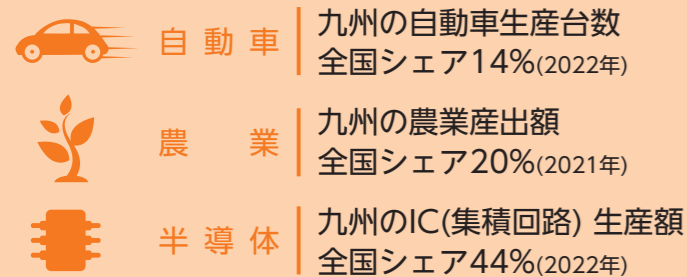 自動車
九州の自動車生産台数
全国シェア14%(2022年)
農業
九州の農業産出額
全国シェア20%(2021年)
半導体
九州のIC(集積回路) 生産額
全国シェア44%(2022年)